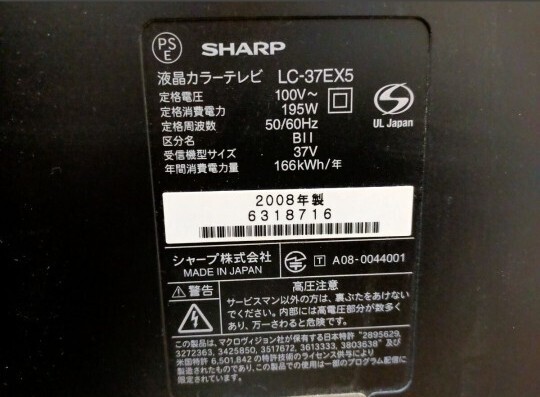 PS
E
SHARP
液晶カラーテレビ LC-37EX5
定格電圧 100V～
定格消費電力 195W
定格周波数 50/60Hz
区分名 BII
受信機型サイズ 37V
年間消費電力量 166kWh/年
S
UL Japan
2008年製
6318716
シャープ株式会社
MADE IN JAPAN
T A08-0044001
⚠警告
高圧注意
サービスマン以外の方は、裏ぶたをあけないでください。内部には高電圧部分が数多くあり、万一さわると危険です。
この製品は、マクロヴィジョン社が保有する日本特許 "2895629,
3272363, 3425850, 3517672, 3613333, 3803638" 及び
米国特許 6,501,842 の特許技術のライセンス供与により
製造されたものであり、この製品での使用は一部のプログラム配信に
限られています。